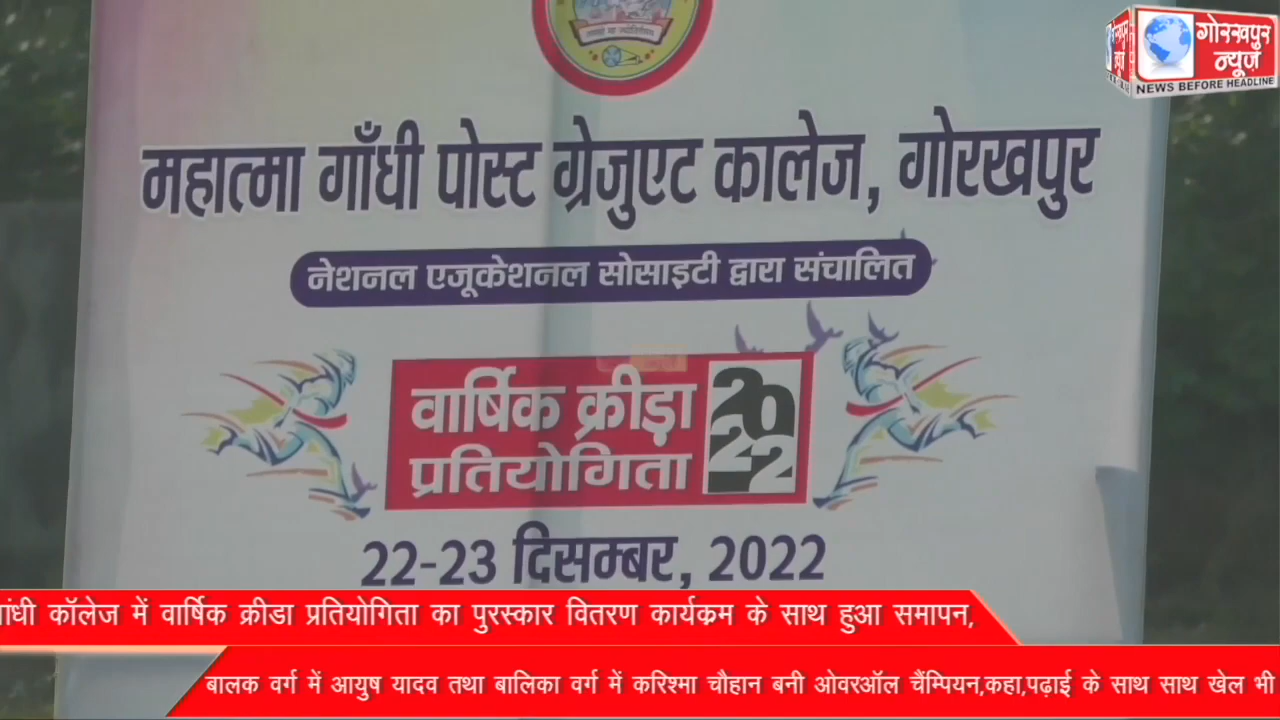 गोरखपुर
न्यूज़
NEWS BEFORE HEADLINE
महात्मा गाँधी पोस्ट ग्रेजुएट कालेज, गोरखपुर
नेशनल एजूकेशनल सोसाइटी द्वारा संचालित
वार्षिक क्रीड़ा
प्रतियोगिता
2022
22-23 दिसम्बर, 2022
गांधी कॉलेज में वार्षिक क्रीडा प्रतियोगिता का पुरस्कार वितरण कार्यक्रम के साथ हुआ समापन,
बालक वर्ग में आयुष यादव तथा बालिका वर्ग में करिश्मा चौहान बनी ओवरऑल चैंम्पियन,कहा,पढ़ाई के साथ साथ खेल भी